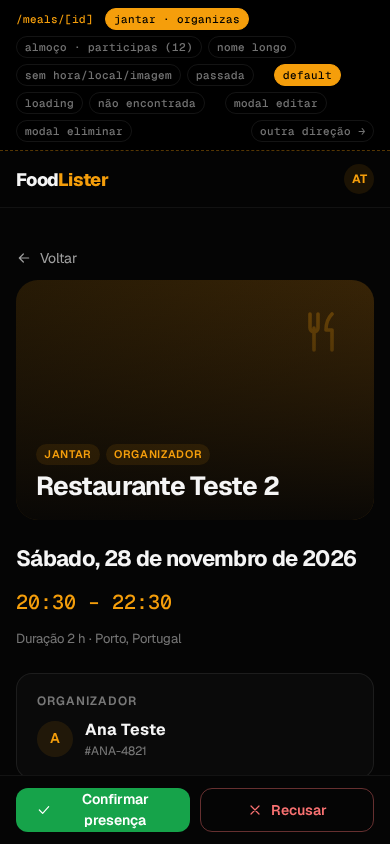 /meals/[id] jantar · organizas
almoço · participas (12) nome longo
sem hora/local/imagem passada default
loading não encontrada modal editar
modal eliminar outra direção →
FoodLister AT
← Voltar
JANTAR ORGANIZADOR
Restaurante Teste 2
Sábado, 28 de novembro de 2026
20:30 – 22:30
Duração 2 h · Porto, Portugal
ORGANIZADOR
A Ana Teste
#ANA-4821
Confirmar
presença
Recusar